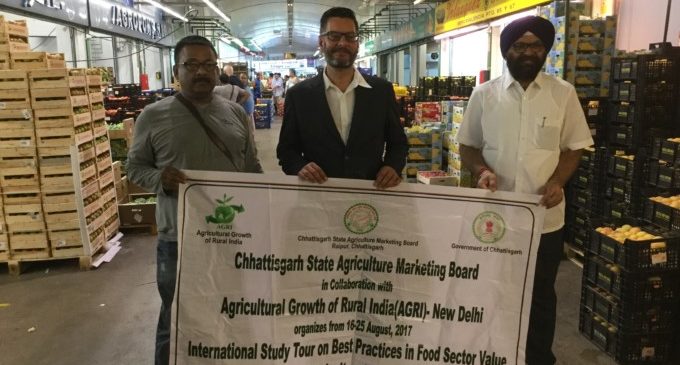 AGROPONTE
AGRI
Agricultural Growth
of Rural India
Chhattisgarh State Agriculture Marketing Board
Raipur, Chhattisgarh
Government of Chhattisgarh
Chhattisgarh State Agriculture Marketing Board
in Collaboration with
Agricultural Growth of Rural India(AGRI)- New Delhi
organizes from 16-25 August, 2017
International Study Tour on Best Practices in Food Sector Value